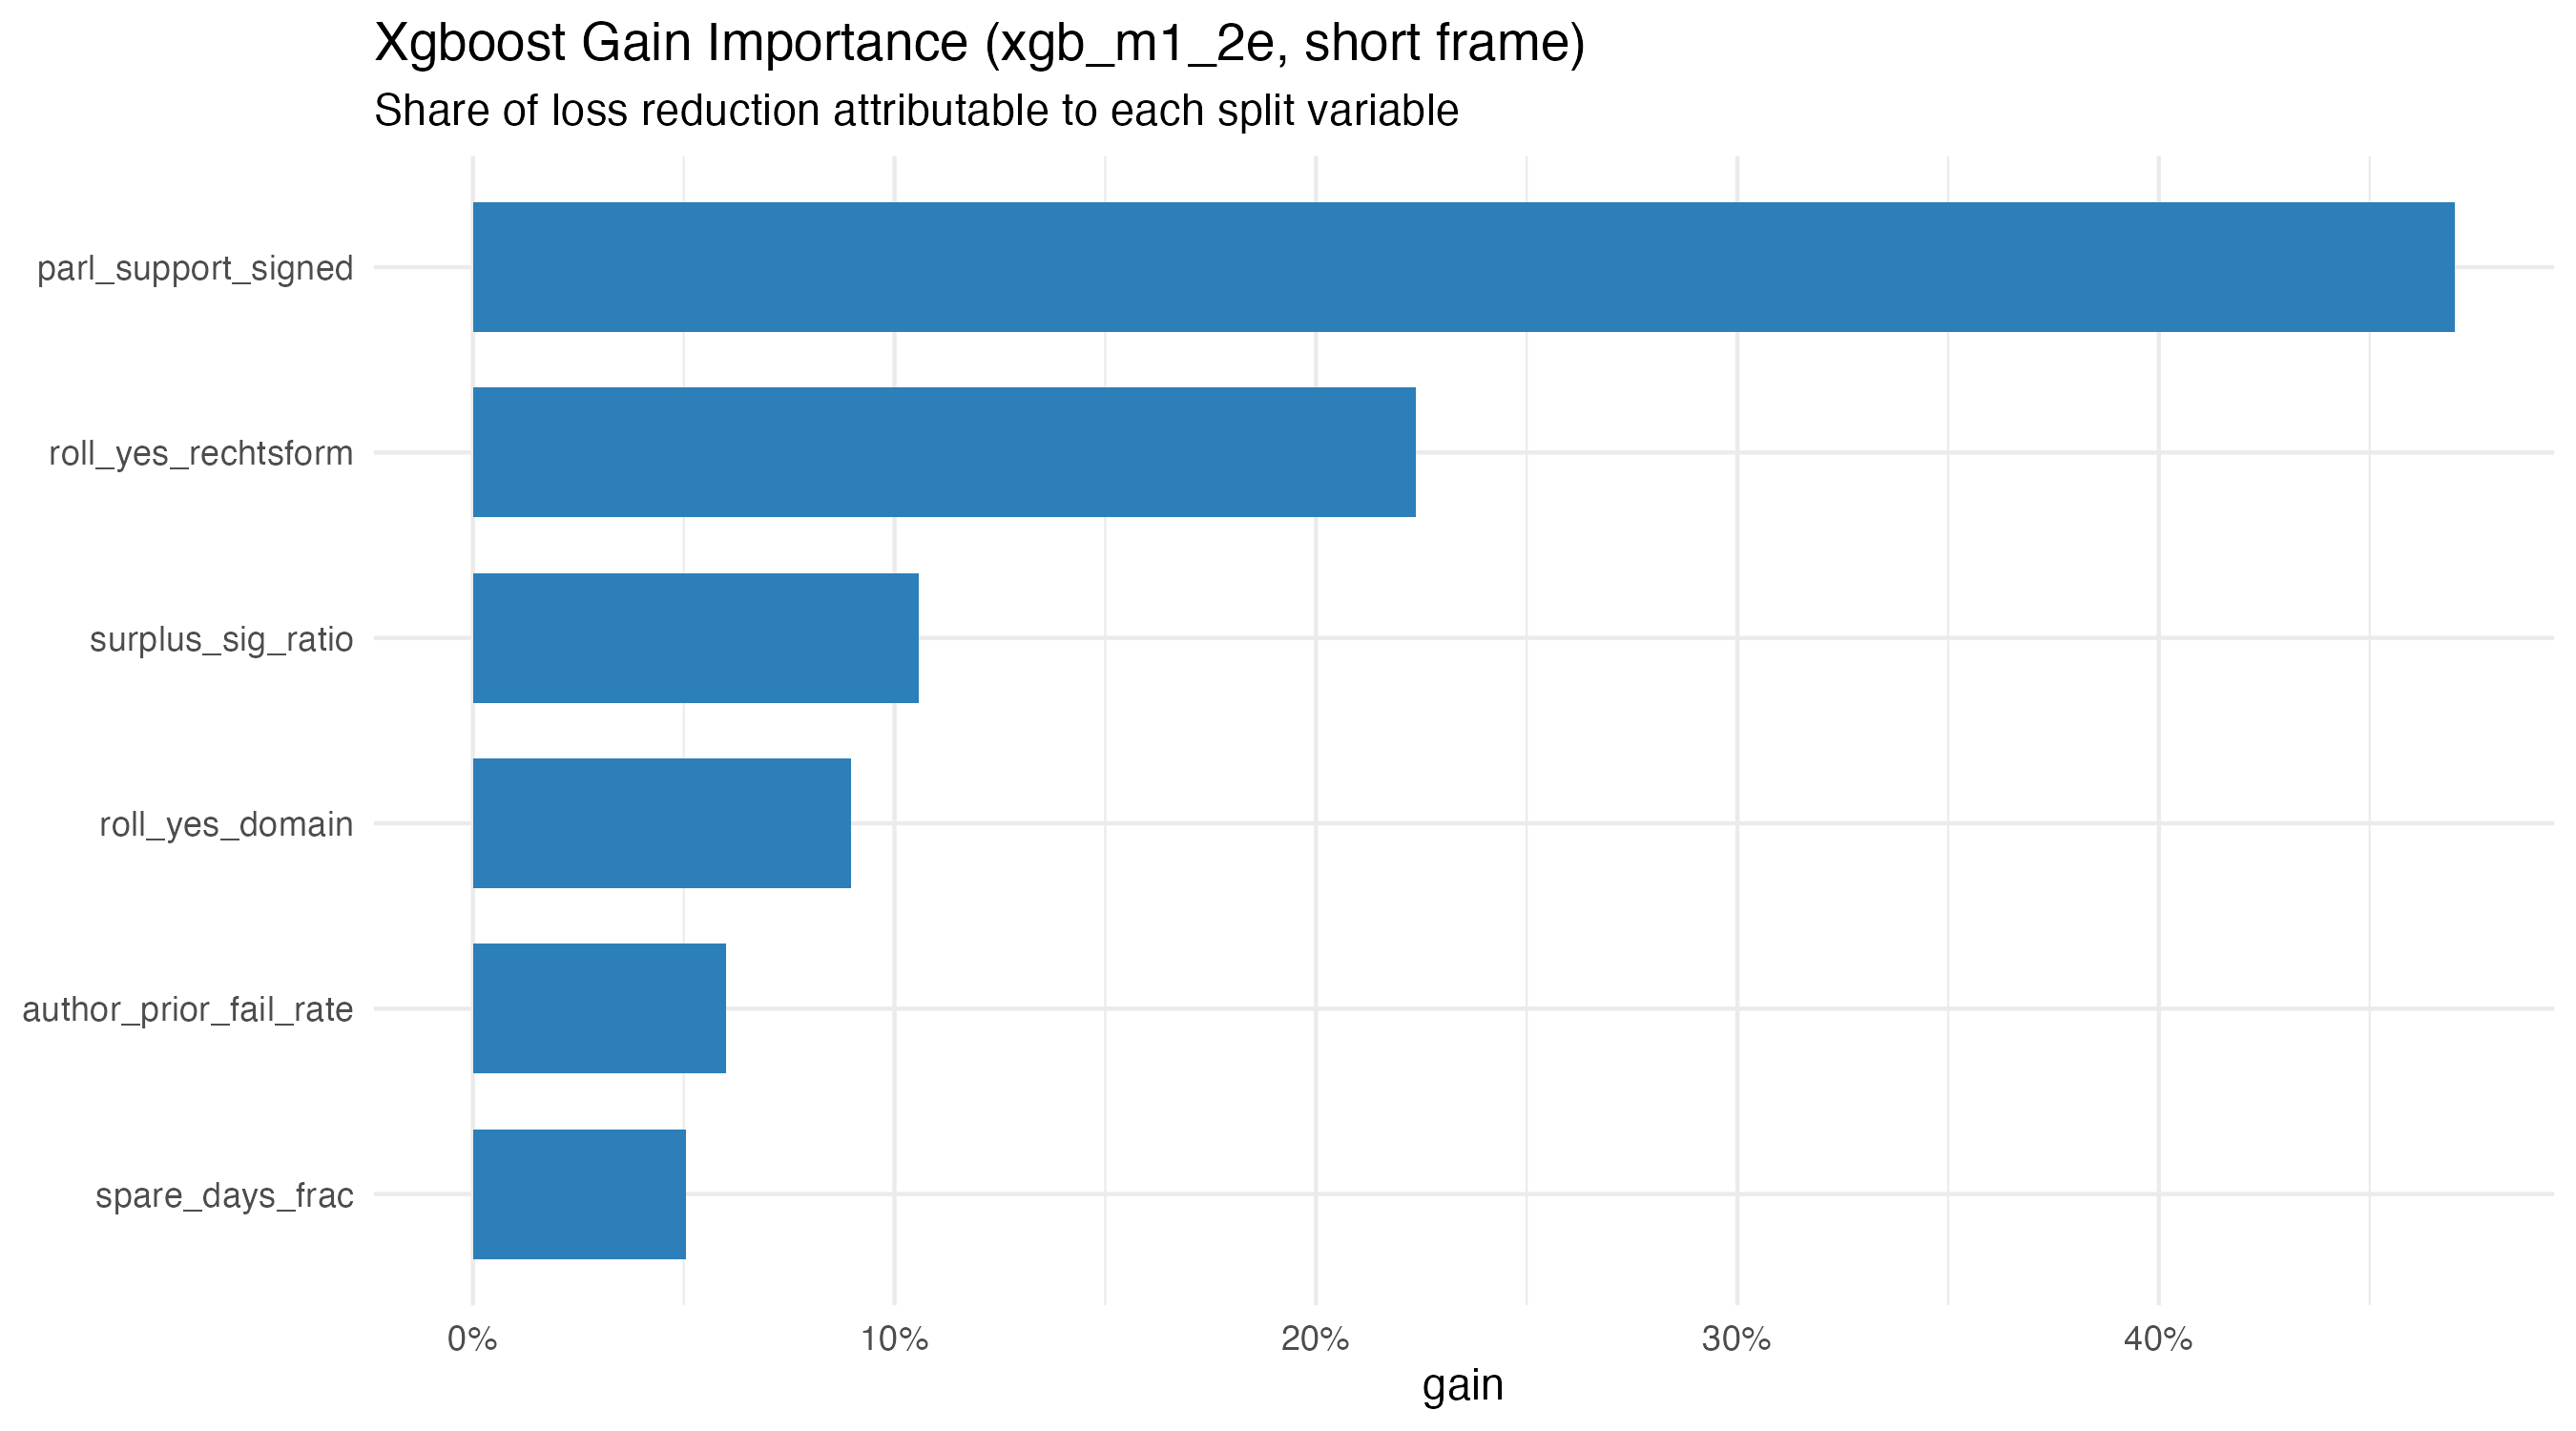 Xgboost Gain Importance (xgb_m1_2e, short frame)
Share of loss reduction attributable to each split variable
parl_support_signed
roll_yes_rechtsform
surplus_sig_ratio
roll_yes_domain
author_prior_fail_rate
spare_days_frac
0% 10% 20% 30% 40%
gain